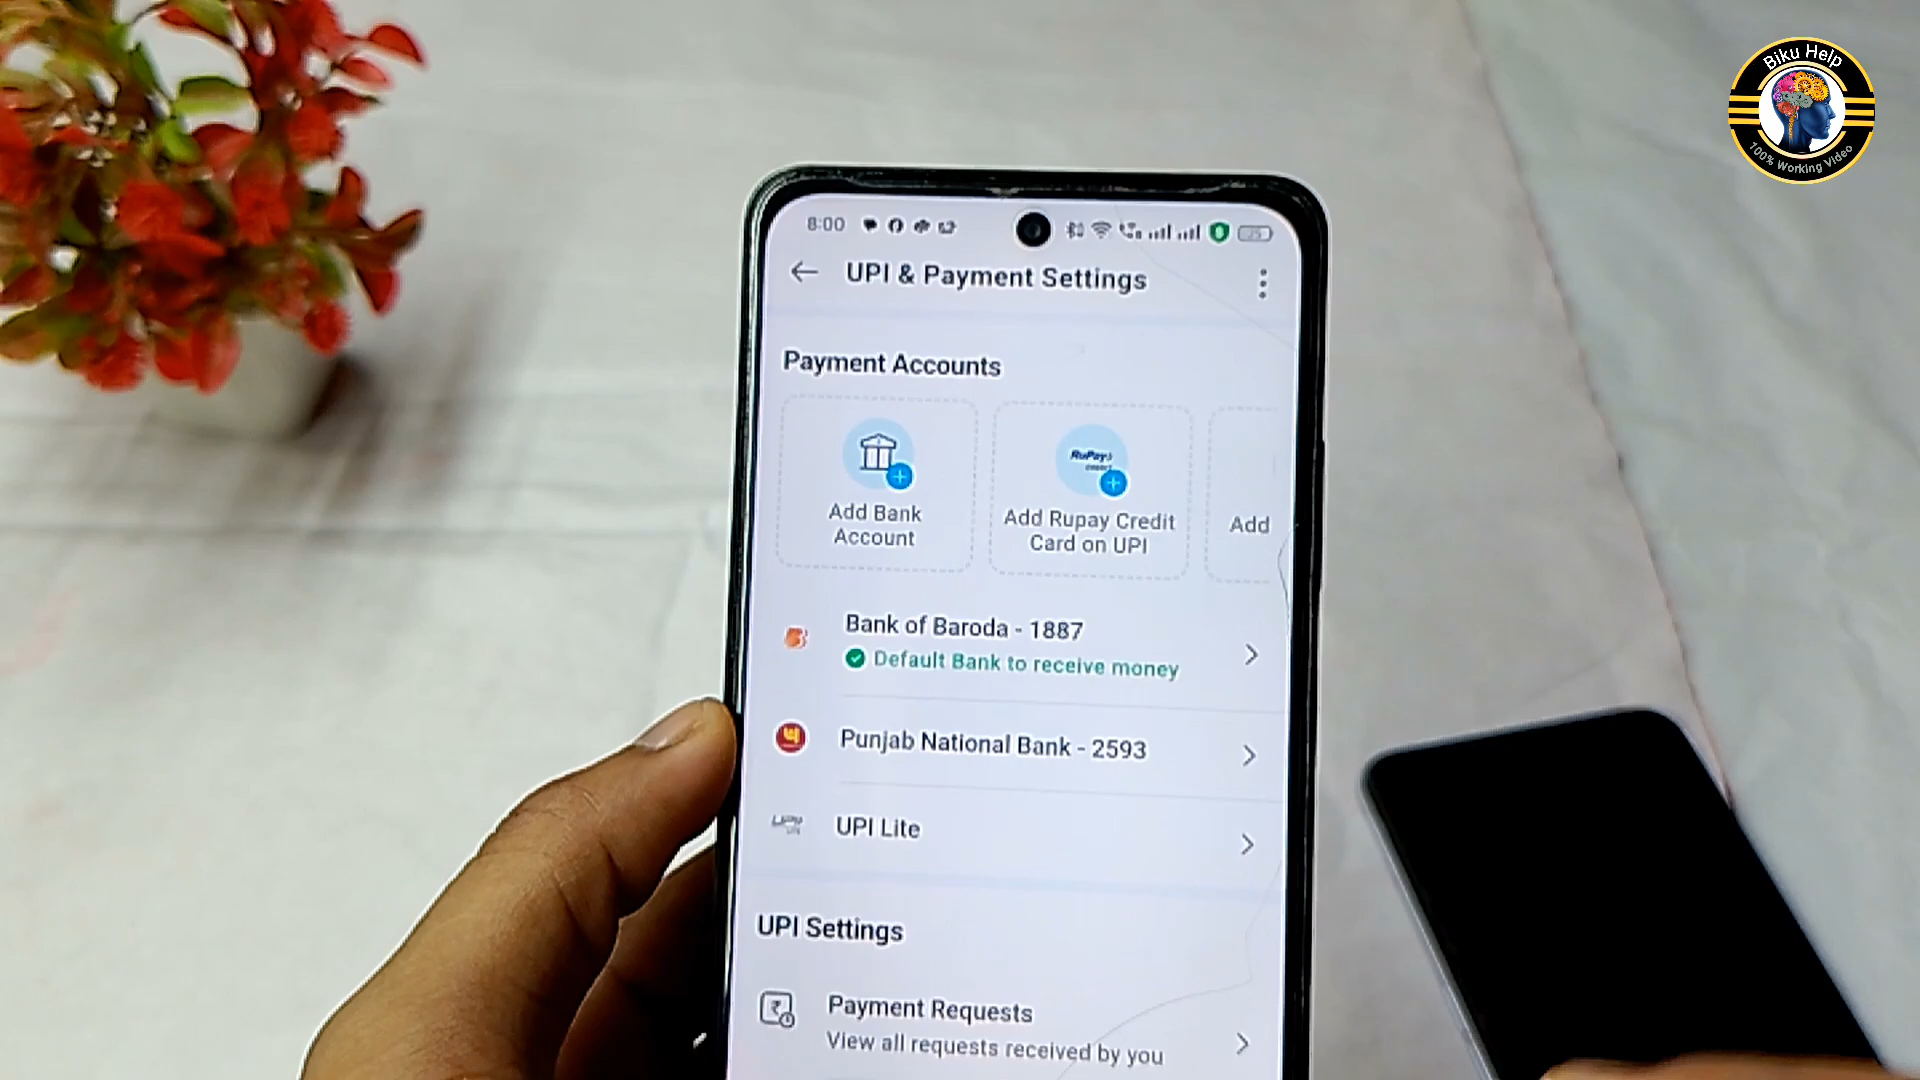 Biku Help
100% Working Video
8:00
UPI & Payment Settings
Payment Accounts
Add Bank
Account
RuPay
Add Rupay Credit
Card on UPI
Add
Bank of Baroda - 1887
Default Bank to receive money
Punjab National Bank - 2593
UPI Lite
UPI Settings
Payment Requests
View all requests received by you